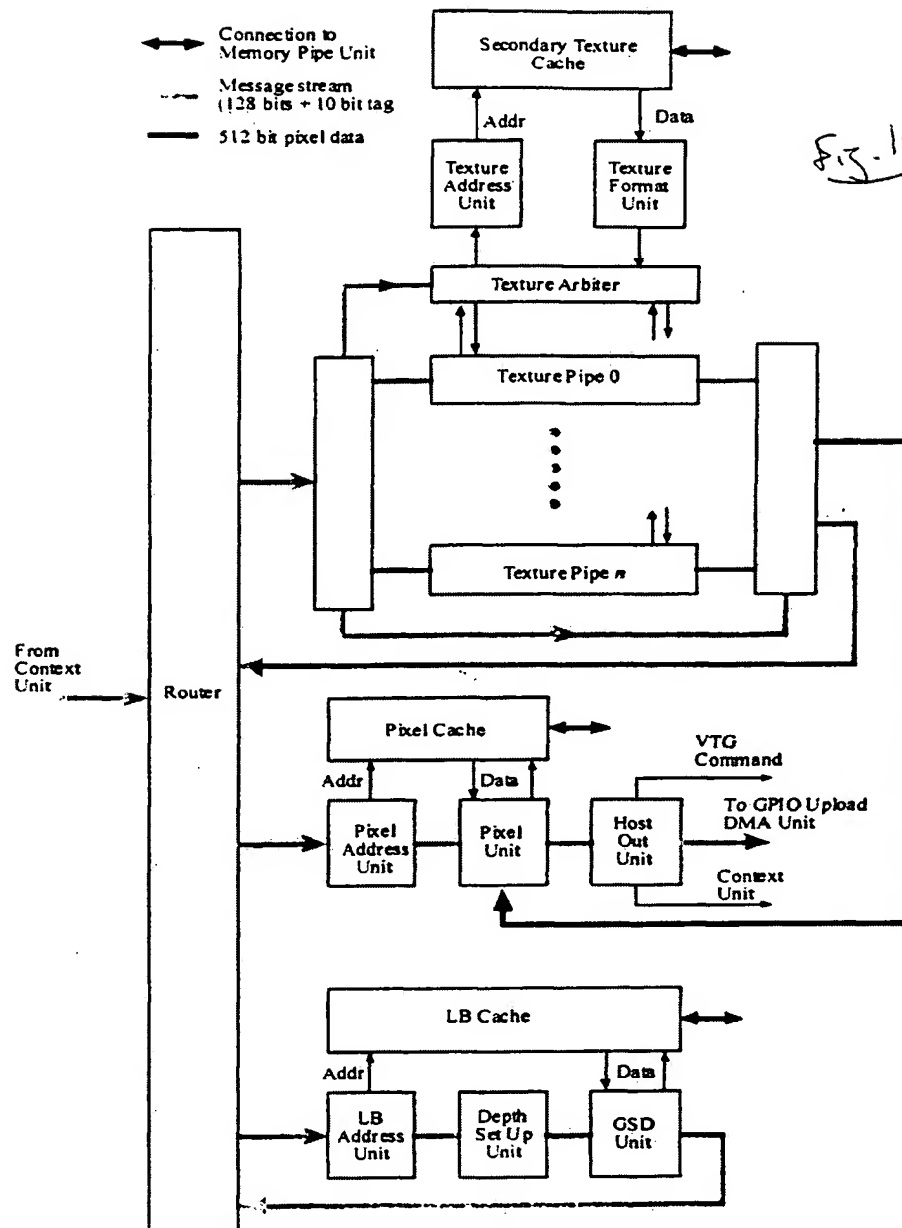 Connection to
Memory Pipe Unit
Message stream
(128 bits + 10 bit tag
512 bit pixel data
Secondary Texture
Cache
Addr
Data
Texture
Address
Unit
Texture
Format
Unit
Fig. 1
Texture Arbiter
Texture Pipe 0
Texture Pipe n
From
Context
Unit
Router
Pixel Cache
Addr
Data
Pixel
Address
Unit
Pixel
Unit
Host
Out
Unit
VTG
Command
To GPIO Upload
DMA Unit
Context
Unit
LB Cache
Addr
Data
LB
Address
Unit
Depth
Set Up
Unit
GSD
Unit